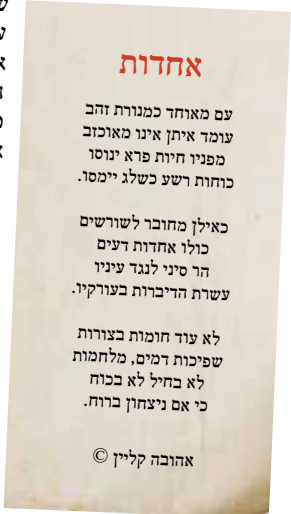 אחדות
עם מאוחד כמנורת זהב
עומד איתן אינו מאוכזב
מפניו חיות פרא ינוסו
כוחות רשע כשלג יימסו.
כאילן מחובר לשורשים
כולו אחדות דעים
הר סיני לנגד עיניו
עשרת הדיברות בעורקיו.
לא עוד חומות בצורות
שפיכות דמים, מלחמות
לא בחיל לא בכוח
כי אם ניצחון ברוח.
אהובה קליין ©